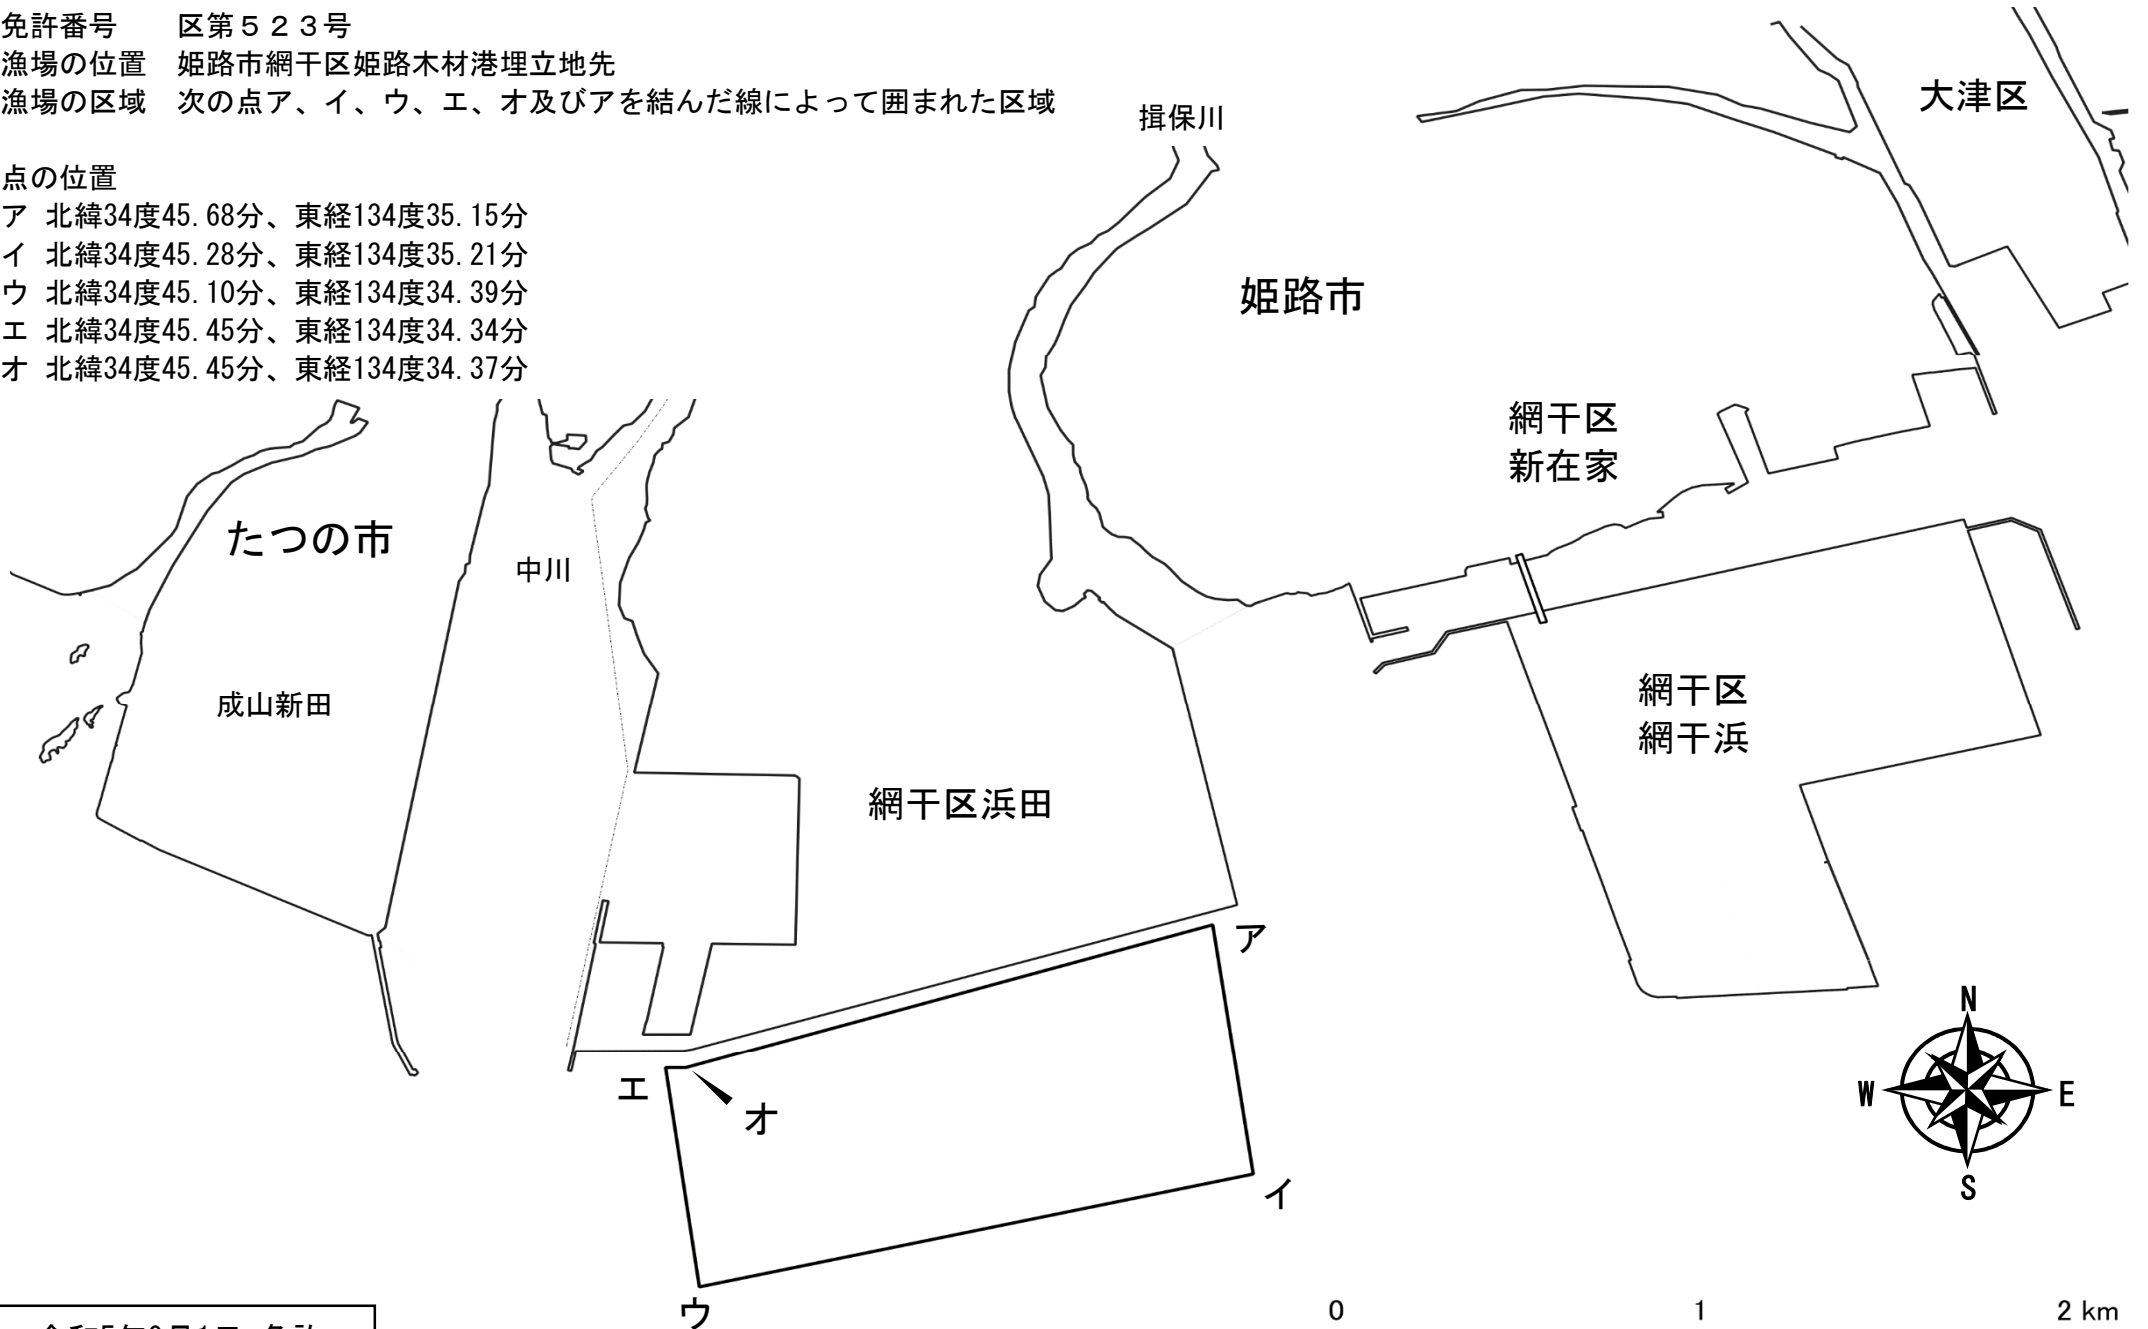 免許番号　　区第５２３号
漁場の位置　姫路市網干区姫路木材港埋立地先
漁場の区域　次の点ア、イ、ウ、エ、オ及びアを結んだ線によって囲まれた区域
点の位置
ア 北緯34度45.68分、東経134度35.15分
イ 北緯34度45.28分、東経134度35.21分
ウ 北緯34度45.10分、東経134度34.39分
エ 北緯34度45.45分、東経134度34.34分
オ 北緯34度45.45分、東経134度34.37分
大津区
揖保川
姫路市
網干区
新在家
たつの市
中川
成山新田
網干区
網干浜
網干区浜田
ア
エ
オ
イ
ウ
N
W
E
S
0
1
2 km